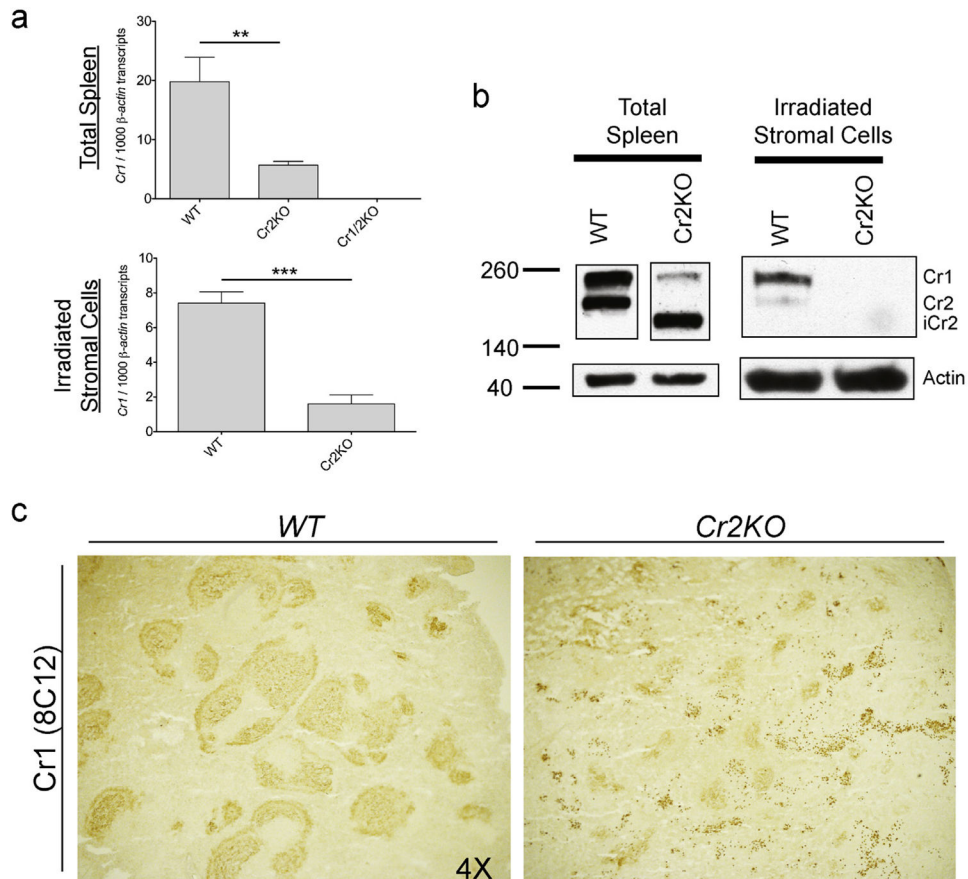 a
Total Spleen
Cr1 / 1000 β-actin transcripts
30
20
10
0
**
WT
Cr2KO
Cr1/2KO
Irradiated
Stromal Cells
Cr1 / 1000 β-actin transcripts
8
6
4
2
0
***
WT
Cr2KO
b
Total
Spleen
Irradiated
Stromal Cells
WT
Cr2KO
WT
Cr2KO
260
140
40
Cr1
Cr2
iCr2
Actin
c
WT
Cr2KO
Cr1 (8C12)
4X